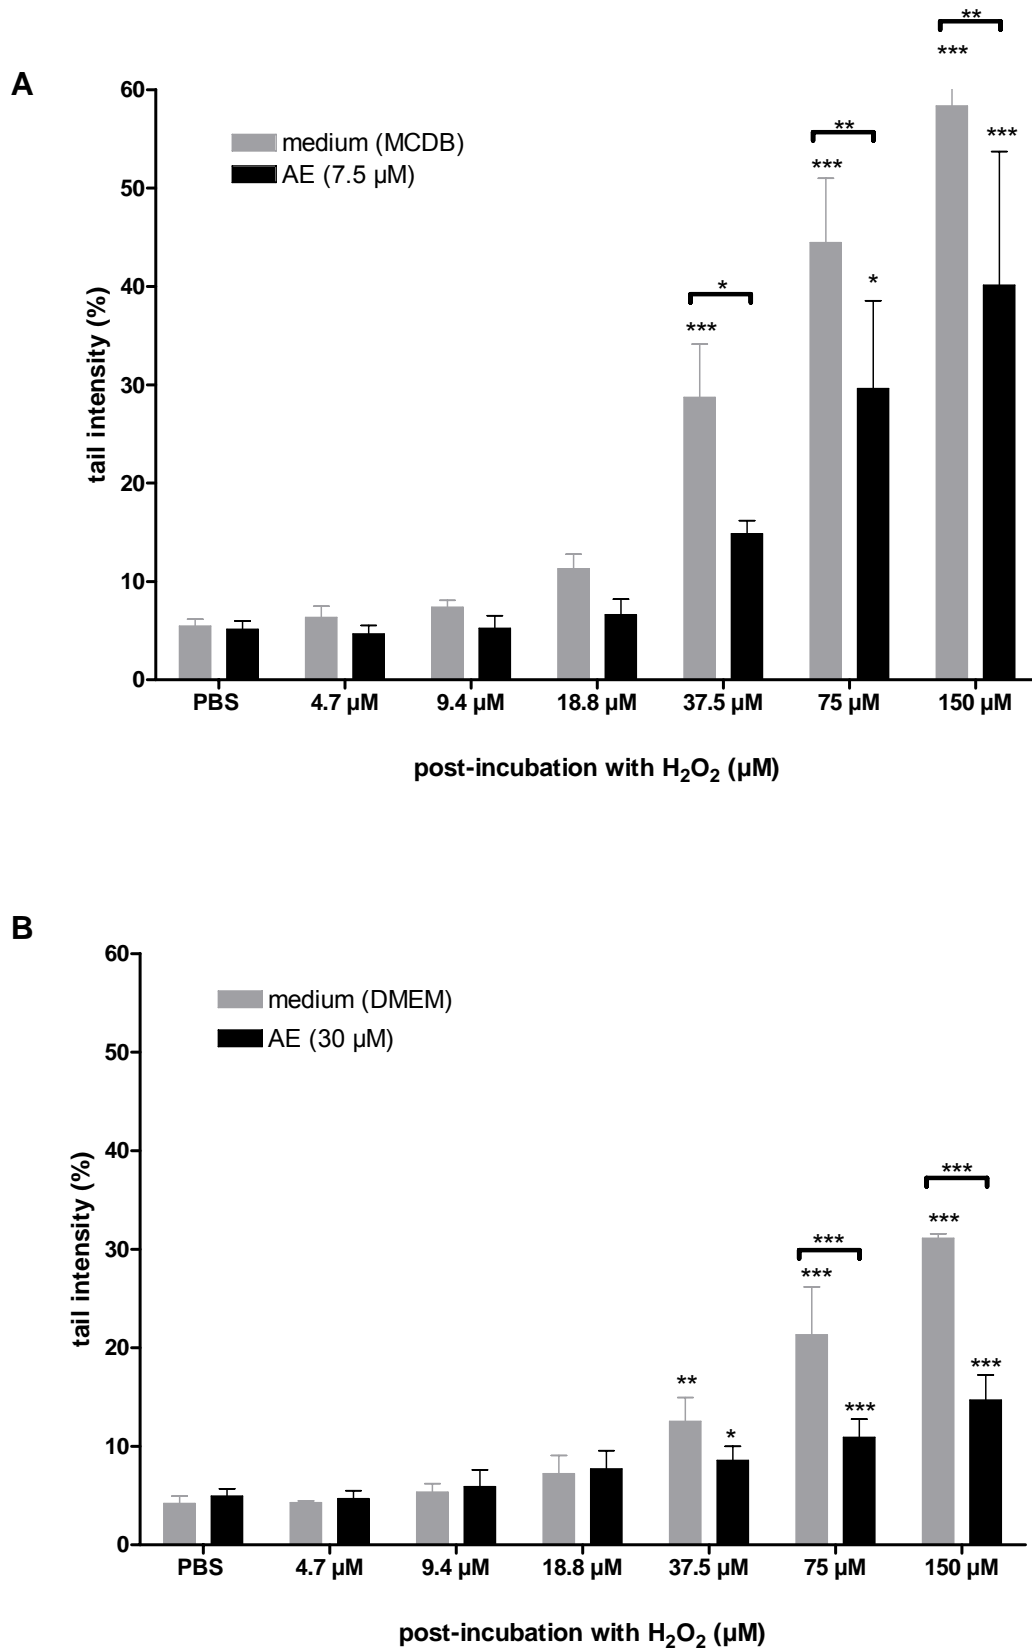 A
**
***
60
medium (MCDB)
AE (7.5 µM)
**
***
***
50
*
***
*
40
30
20
10
0
tail intensity (%)
PBS 4.7 µM 9.4 µM 18.8 µM 37.5 µM 75 µM 150 µM
post-incubation with H₂O₂ (µM)
B
60
medium (DMEM)
AE (30 µM)
50
40
***
***
***
***
30
20
**
*
***
***
10
0
tail intensity (%)
PBS 4.7 µM 9.4 µM 18.8 µM 37.5 µM 75 µM 150 µM
post-incubation with H₂O₂ (µM)